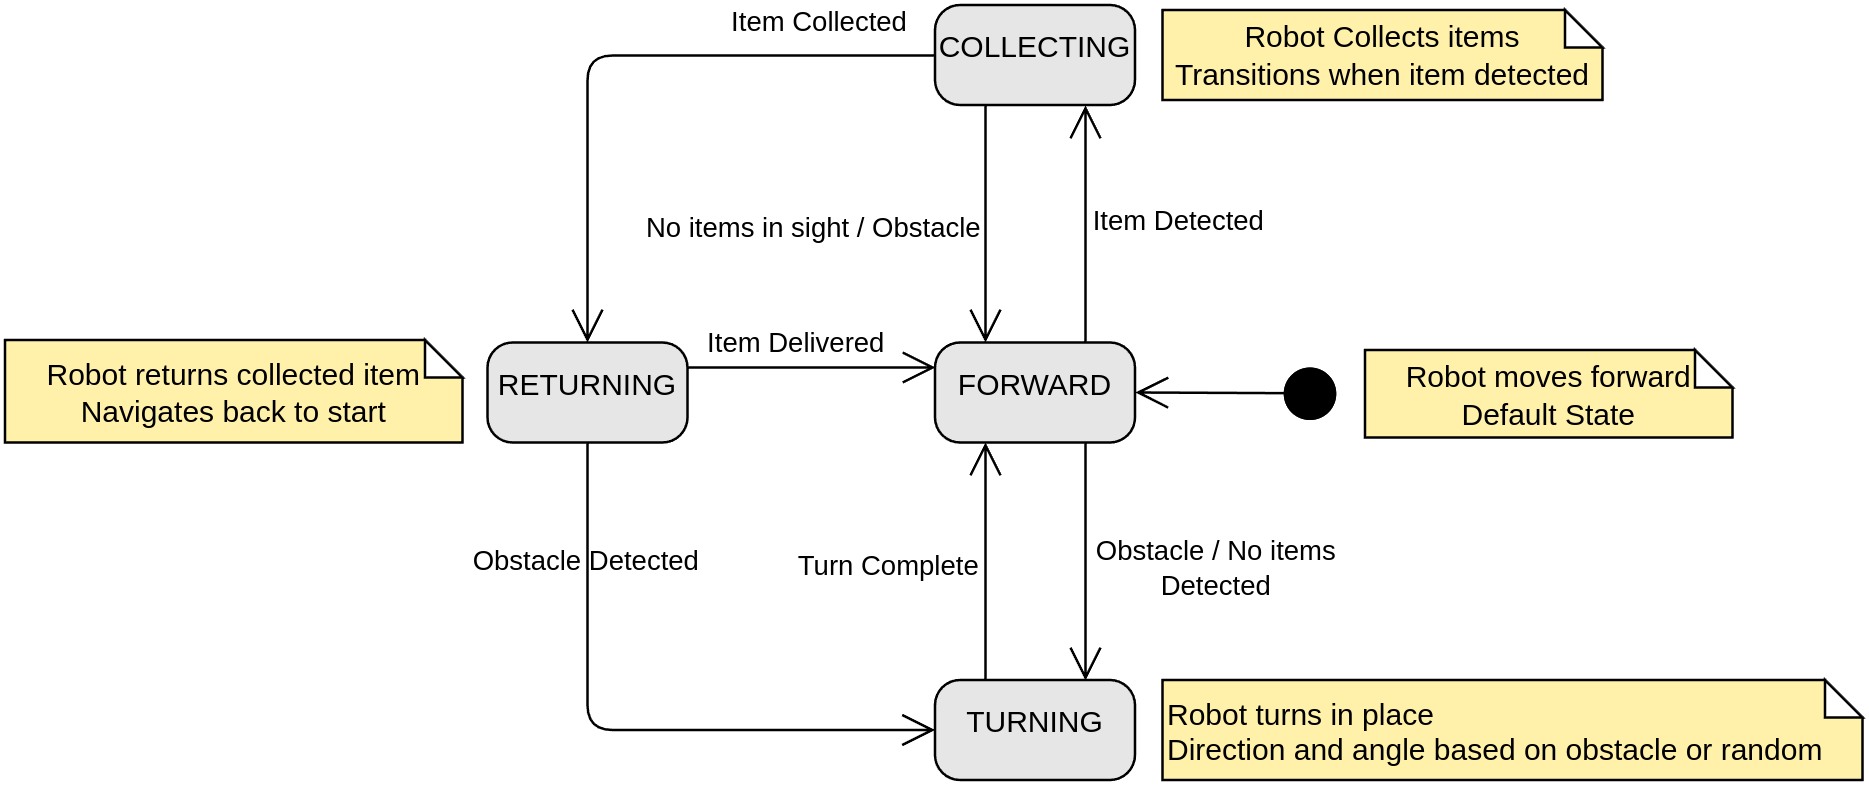 Item Collected
COLLECTING
Robot Collects items
Transitions when item detected
No items in sight / Obstacle
Item Detected
Robot returns collected item
Navigates back to start
RETURNING
Item Delivered
FORWARD
Robot moves forward
Default State
Obstacle Detected
Turn Complete
Obstacle / No items
Detected
TURNING
Robot turns in place
Direction and angle based on obstacle or random